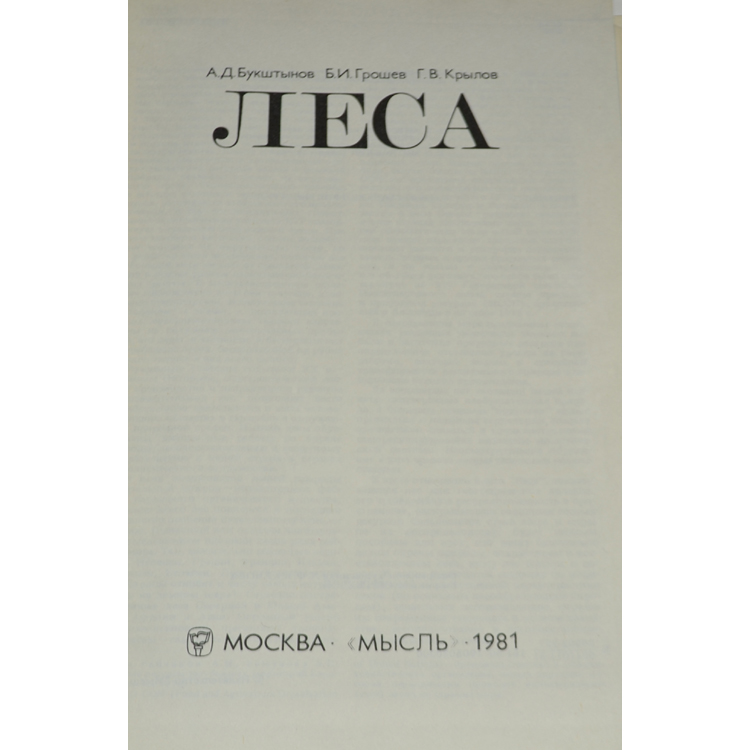 А.Д.Букштынов Б.И.Грошев Г.В.Крылов
ЛЕСА
МОСКВА · «МЫСЛЬ» · 1981